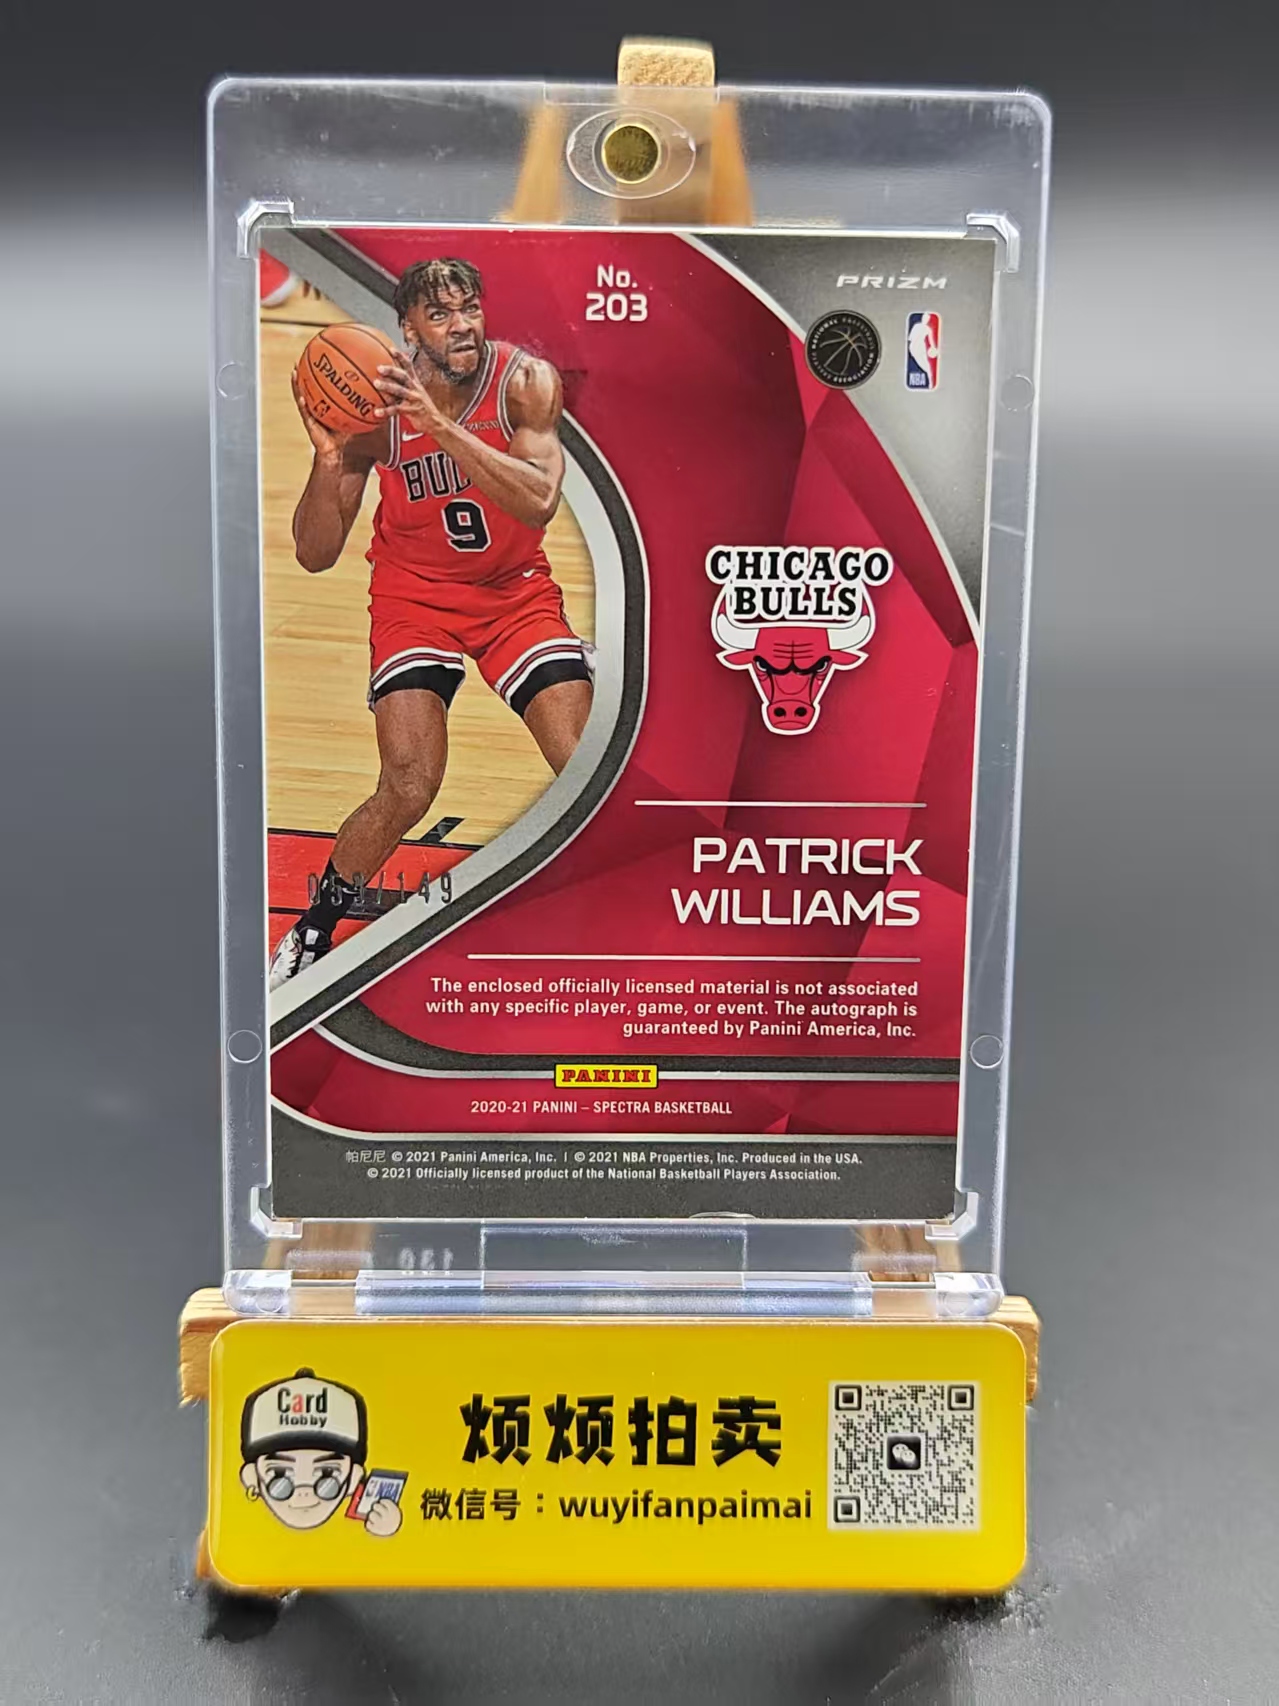 No.
203
PRIZM
NBA
SPALDING
BUL
9
CHICAGO
BULLS
PATRICK
WILLIAMS
The enclosed officially licensed material is not associated
with any specific player, game, or event. The autograph is
guaranteed by Panini America, Inc.
PANINI
2020-21 PANINI – SPECTRA BASKETBALL
帕尼尼 © 2021 Panini America, Inc. | © 2021 NBA Properties, Inc. Produced in the USA.
© 2021 Officially licensed product of the National Basketball Players Association.
Card
Hobby
NBA
烦烦拍卖
微信号：wuyifanpaimai